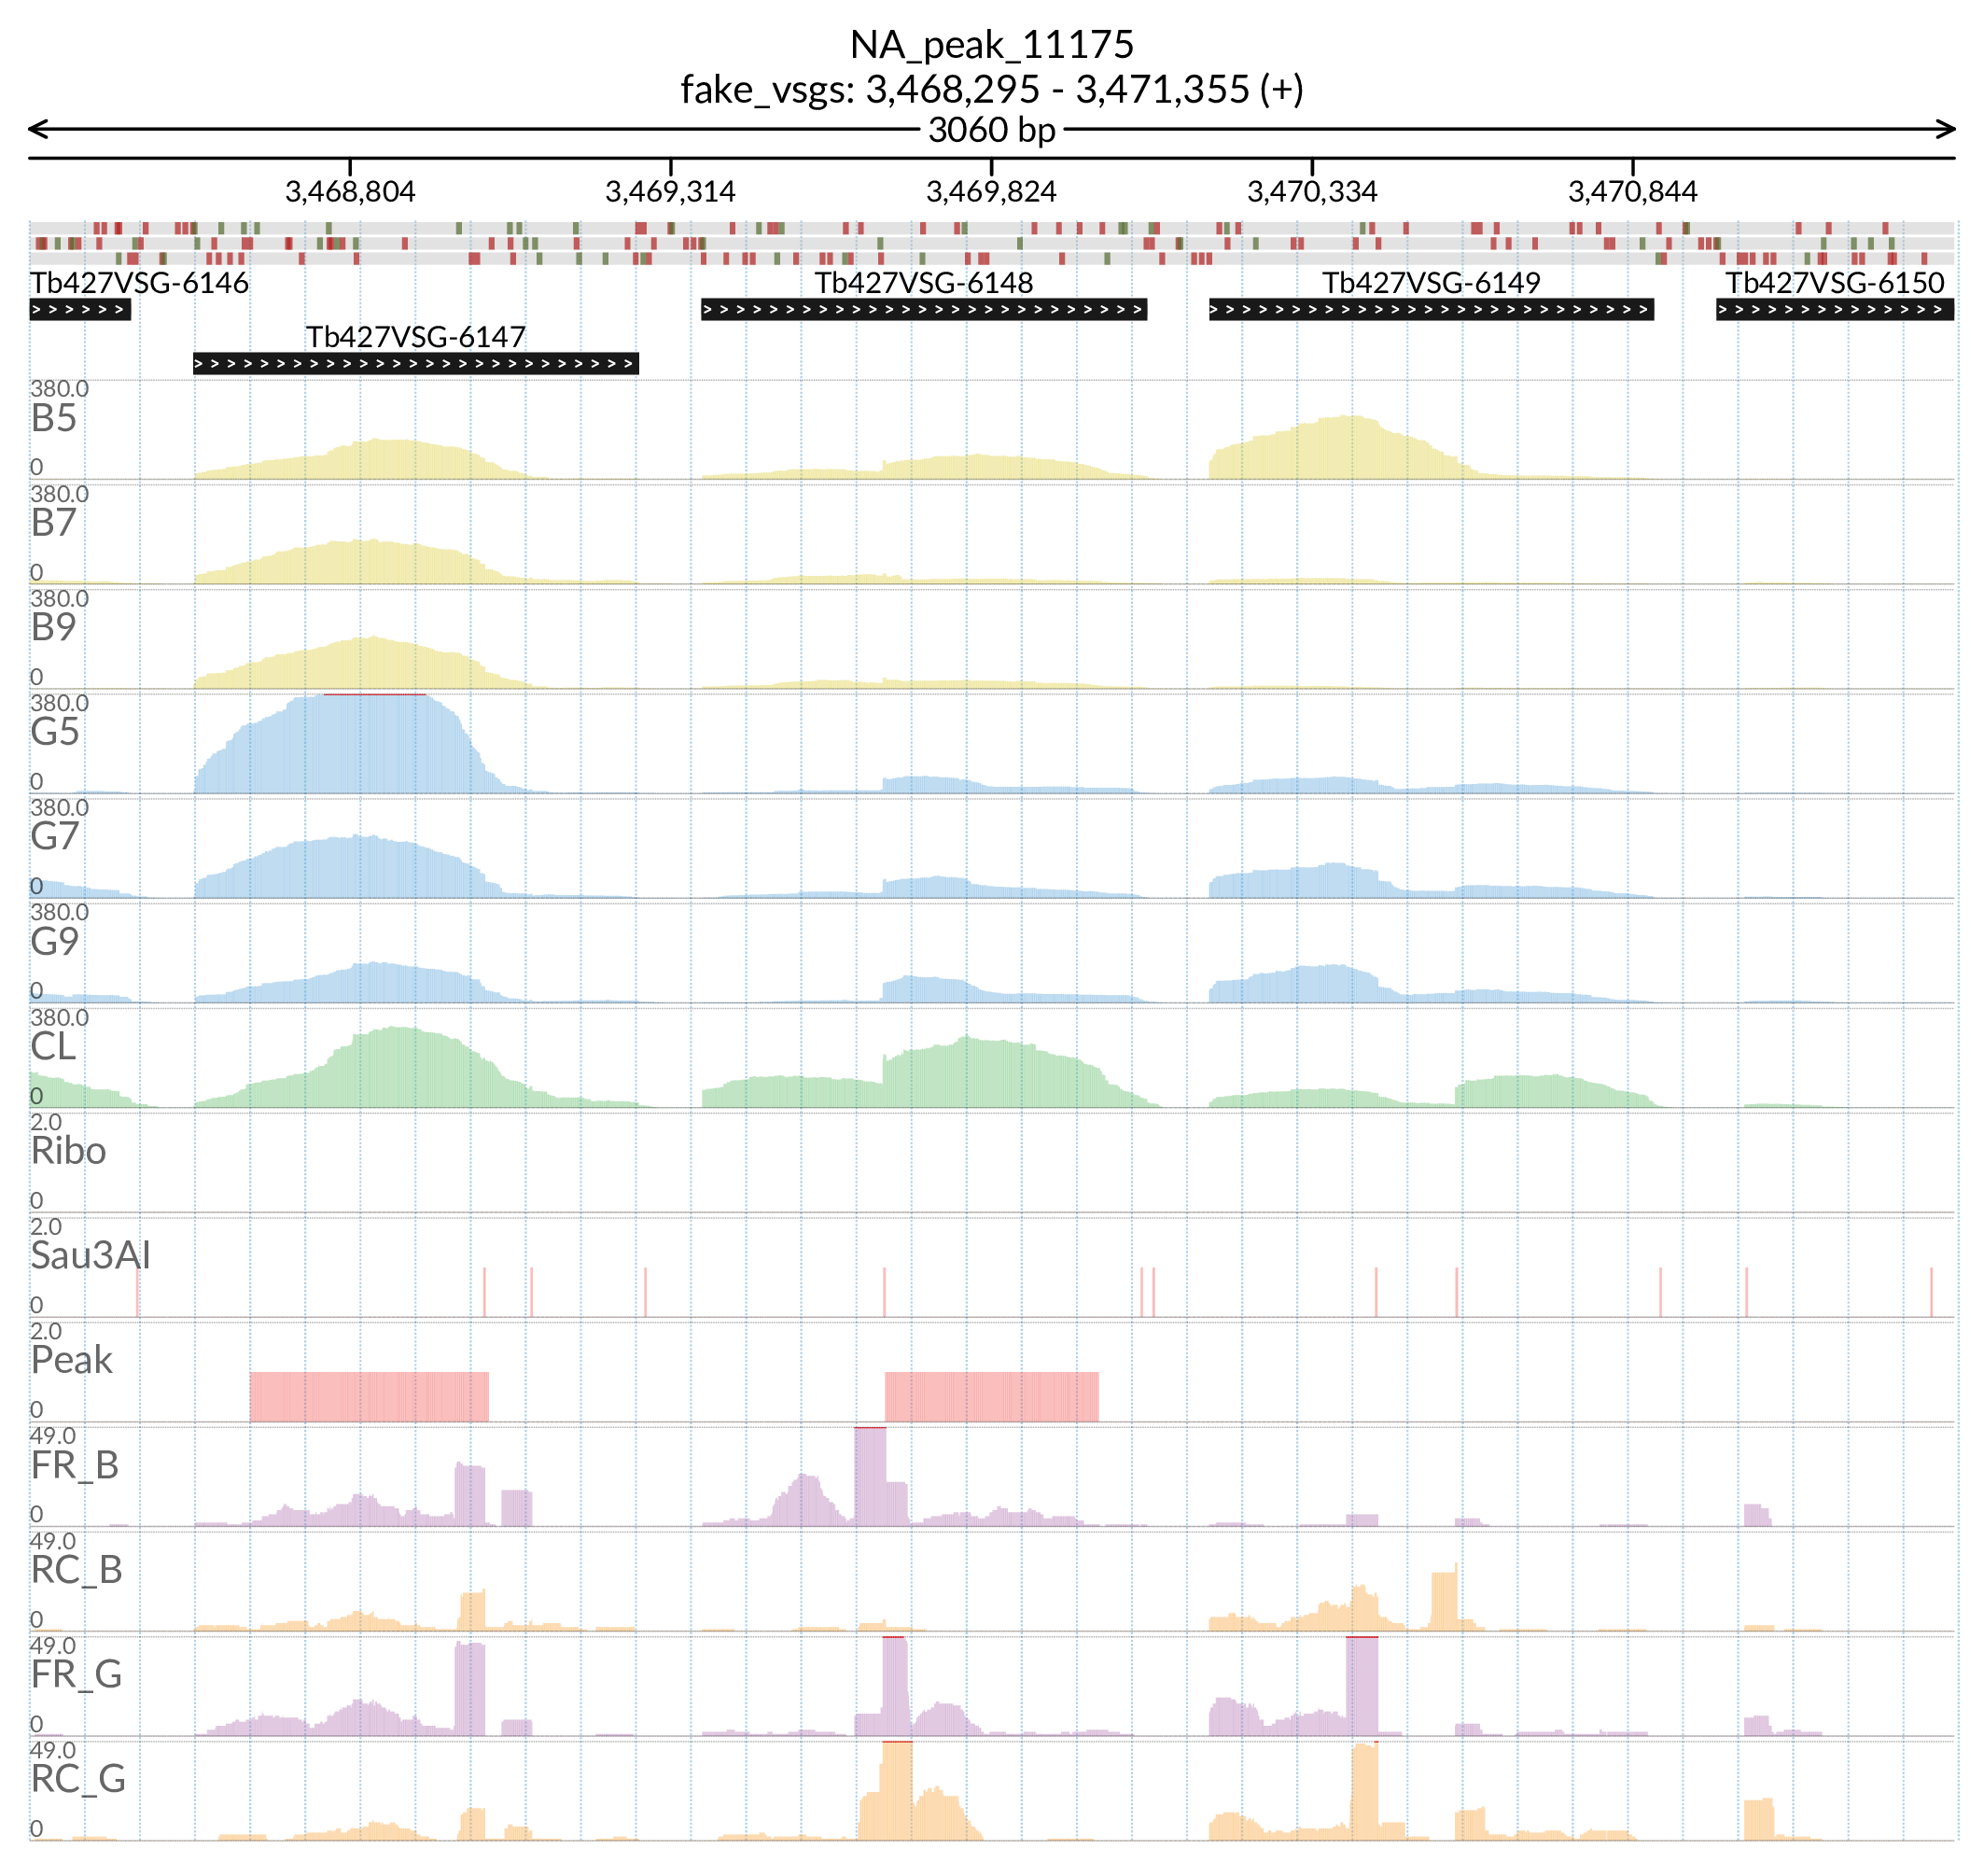 NA_peak_11175
fake_vsgs: 3,468,295 - 3,471,355 (+)
3060 bp
3,468,804 3,469,314 3,469,824 3,470,334 3,470,844
Tb427VSG-6146 Tb427VSG-6148 Tb427VSG-6149 Tb427VSG-6150
Tb427VSG-6147
380.0
B5
0
380.0
B7
0
380.0
B9
0
380.0
G5
0
380.0
G7
0
380.0
G9
0
380.0
CL
0
2.0
Ribo
0
2.0
Sau3AI
0
2.0
Peak
0
49.0
FR_B
0
49.0
RC_B
0
49.0
FR_G
0
49.0
RC_G
0